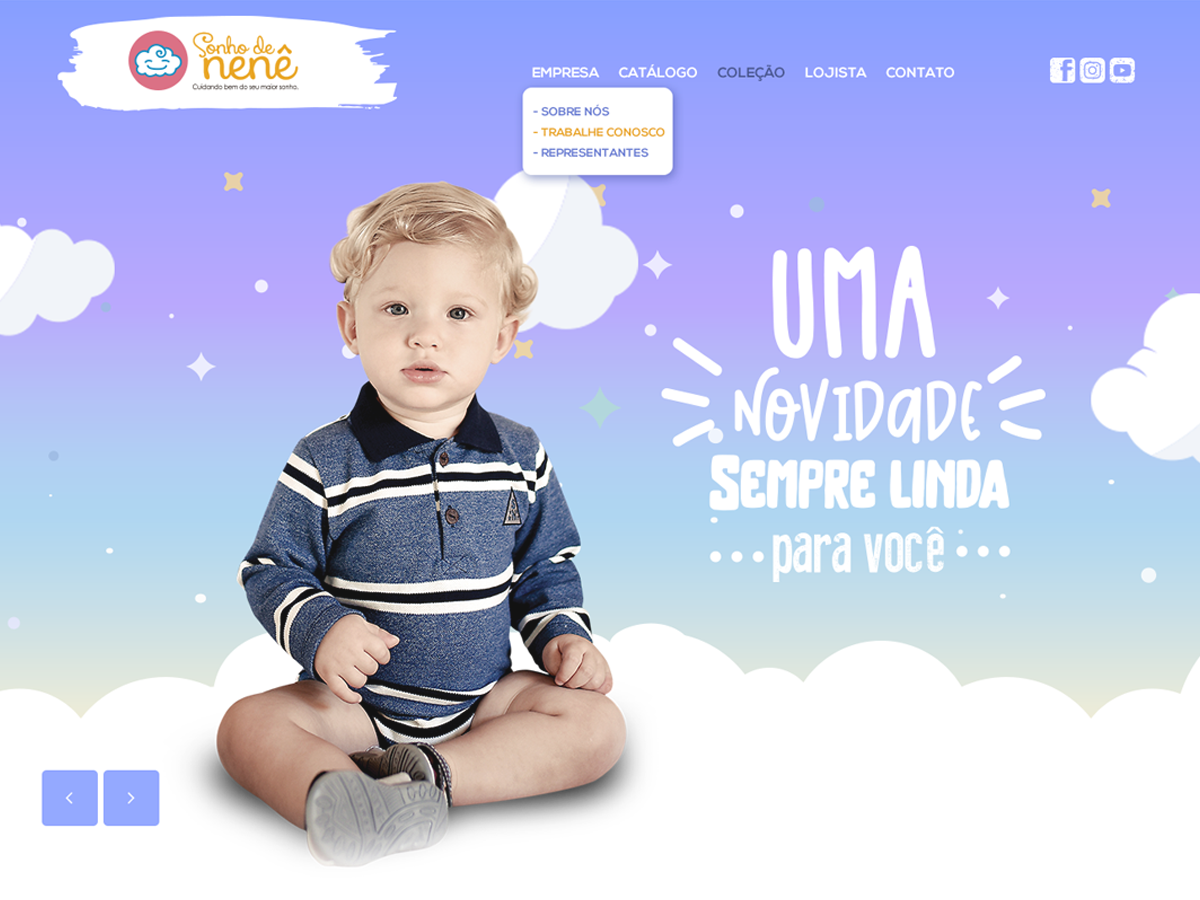 Sonho de
nenê
Cuidando bem do seu maior sonho.
EMPRESA CATÁLOGO COLEÇÃO LOJISTA CONTATO
- SOBRE NÓS
- TRABALHE CONOSCO
- REPRESENTANTES
UMA
NOVIDADE
SEMPRE LINDA
para você